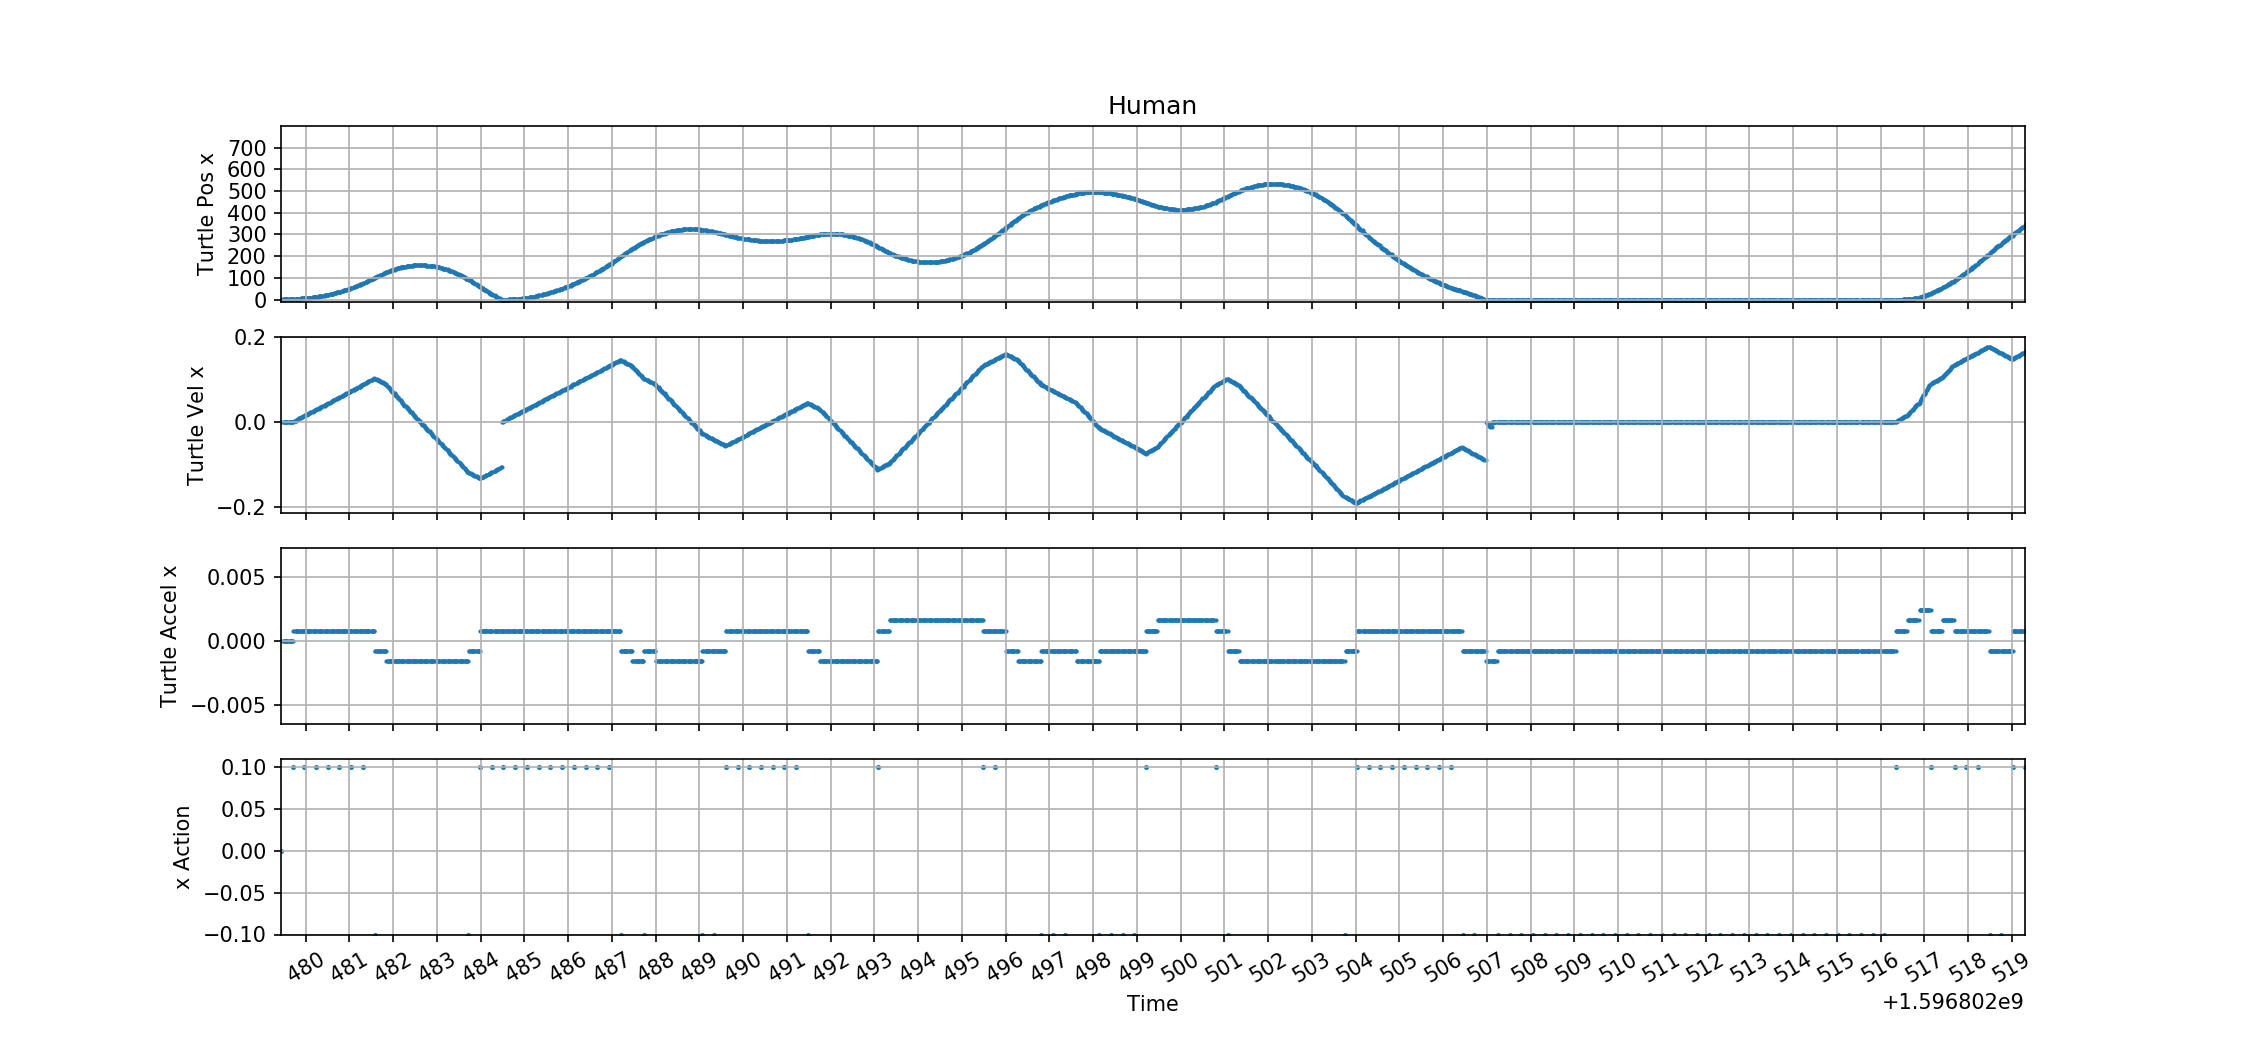 Human
Turtle Pos x
700
600
500
400
300
200
100
0
Turtle Vel x
0.2
0.0
−0.2
Turtle Accel x
0.005
0.000
−0.005
x Action
0.10
0.05
0.00
−0.05
−0.10
480 481 482 483 484 485 486 487 488 489 490 491 492 493 494 495 496 497 498 499 500 501 502 503 504 505 506 507 508 509 510 511 512 513 514 515 516 517 518 519
Time
+1.596802e9